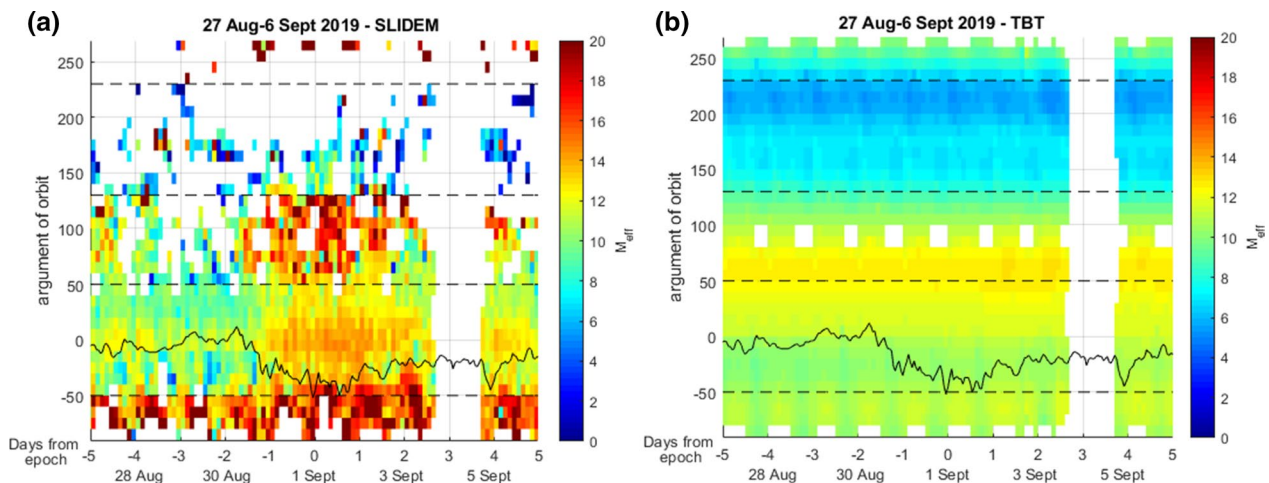 (a)
27 Aug-6 Sept 2019 - SLIDEM
argument of orbit
250
200
150
100
50
0
-50
Days from epoch
-5 -4 -3 -2 -1 0 1 2 3 4 5
28 Aug 30 Aug 1 Sept 3 Sept 5 Sept
20
18
16
14
12
10
8
6
4
2
0
M_eff
(b)
27 Aug-6 Sept 2019 - TBT
argument of orbit
250
200
150
100
50
0
-50
Days from epoch
-5 -4 -3 -2 -1 0 1 2 3 4 5
28 Aug 30 Aug 1 Sept 3 Sept 5 Sept
20
18
16
14
12
10
8
6
4
2
0
M_eff